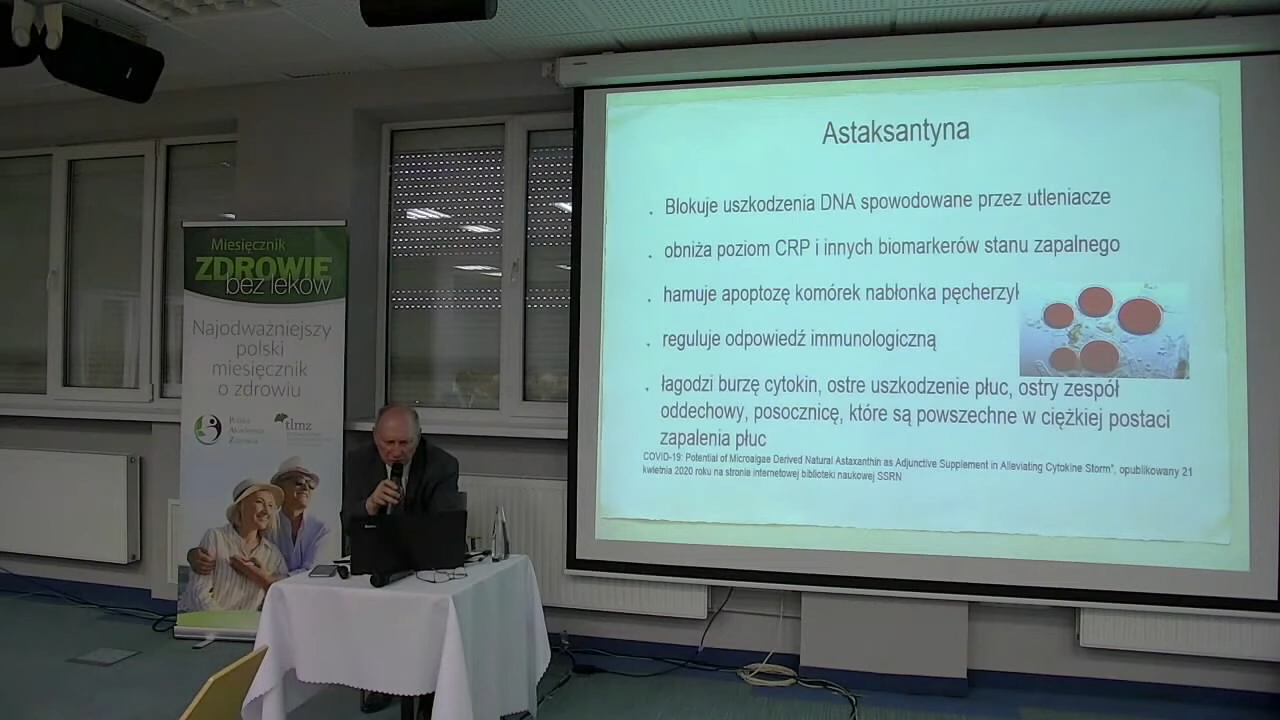 Miesięcznik
ZDROWIE
bez leków
Najodważniejszy
polski
miesięcznik
o zdrowiu
Polska
Akademia
Zdrowia
tlmz
Astaksantyna
. Blokuje uszkodzenia DNA spowodowane przez utleniacze
. obniża poziom CRP i innych biomarkerów stanu zapalnego
. hamuje apoptozę komórek nabłonka pęcherzyk
. reguluje odpowiedź immunologiczną
. łagodzi burzę cytokin, ostre uszkodzenie płuc, ostry zespół
oddechowy, posocznicę, które są powszechne w ciężkiej postaci
zapalenia płuc
COVID-19: Potential of Microalgae Derived Natural Astaxanthin as Adjunctive Supplement in Alleviating Cytokine Storm", opublikowany 21
kwietnia 2020 roku na stronie internetowej biblioteki naukowej SSRN